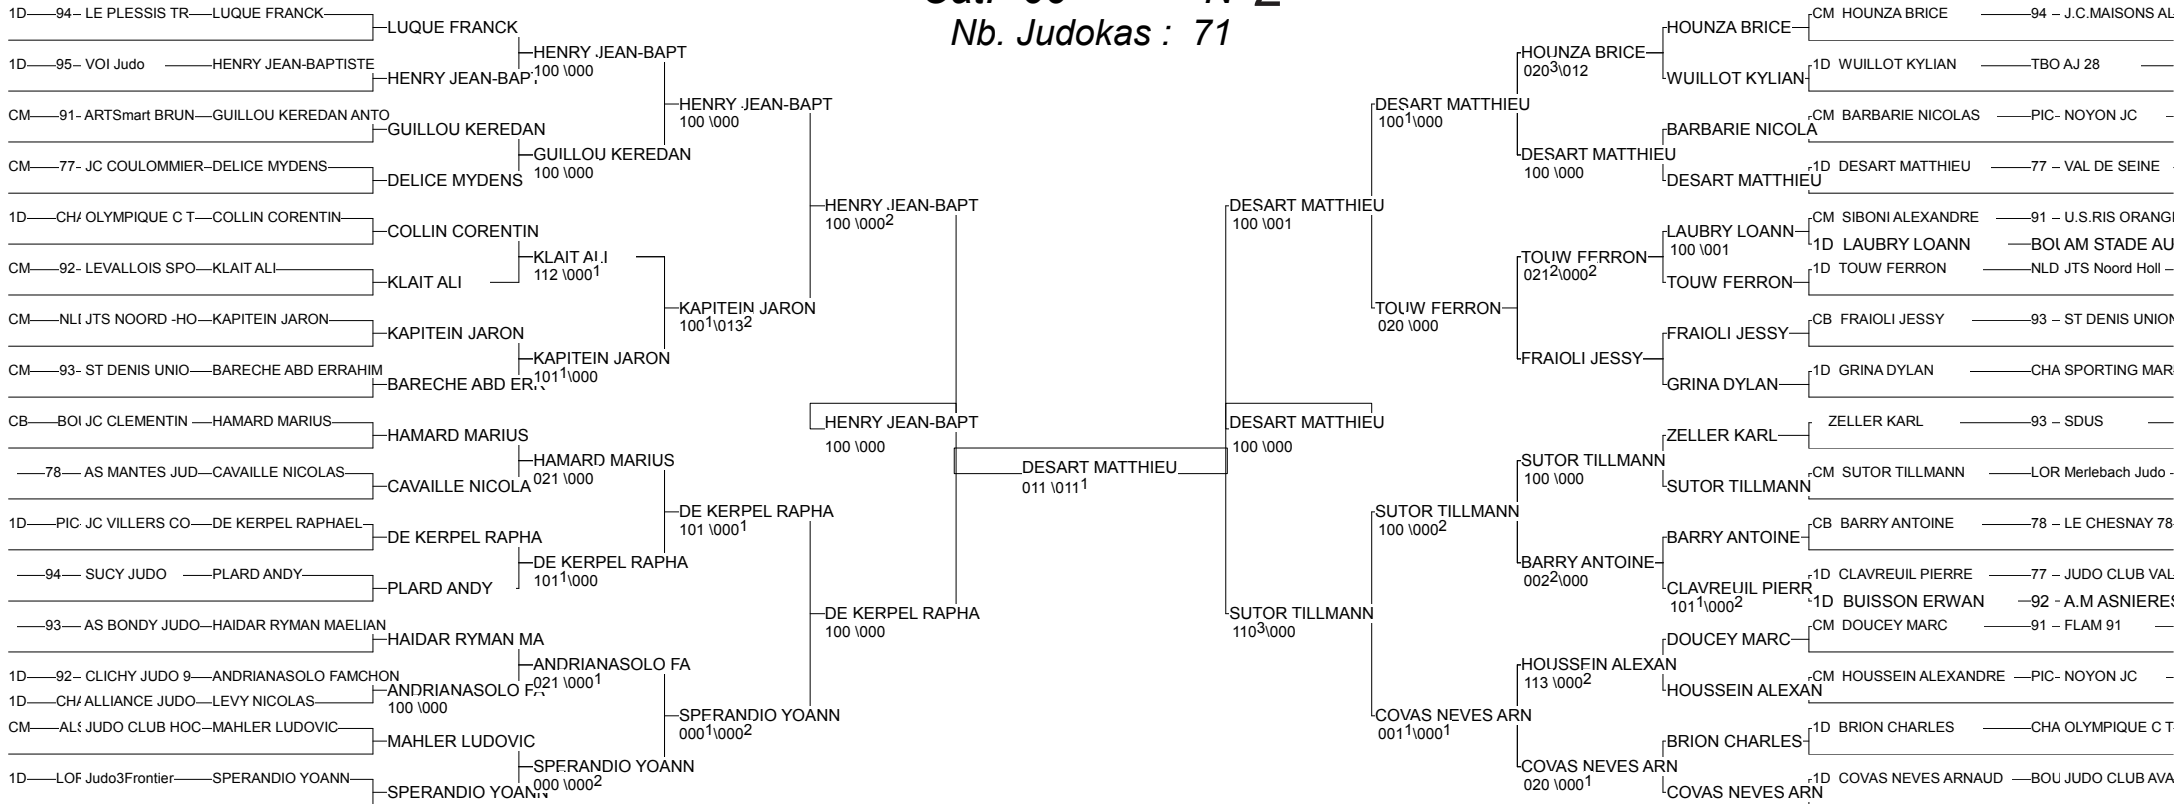 Nb. Judokas : 71
1D 94- LE PLESSIS TR LUQUE FRANCK
1D 95- VOI Judo HENRY JEAN-BAPTISTE
CM 91- ARTSmart BRUN GUILLOU KEREDAN ANTO
CM 77- JC COULOMMIER DELICE MYDENS
1D CHA OLYMPIQUE C T COLLIN CORENTIN
CM 92- LEVALLOIS SPO KLAIT ALI
CM NLD JTS NOORD -HO KAPITEIN JARON
CM 93- ST DENIS UNIO BARECHE ABD ERRAHIM
CB BOU JC CLEMENTIN HAMARD MARIUS
78 AS MANTES JUD CAVAILLE NICOLAS
1D PIC- JC VILLERS CO DE KERPEL RAPHAEL
94 SUCY JUDO PLARD ANDY
93 AS BONDY JUDO HAIDAR RYMAN MAELIAN
1D 92- CLICHY JUDO 9 ANDRIANASOLO FAMCHON
1D CHA ALLIANCE JUDO LEVY NICOLAS
CM ALS JUDO CLUB HOC MAHLER LUDOVIC
1D LOR Judo3Frontier SPERANDIO YOANN
LUQUE FRANCK
HENRY JEAN-BAPT
GUILLOU KEREDAN
DELICE MYDENS
COLLIN CORENTIN
KLAIT ALI
KAPITEIN JARON
BARECHE ABD ERR
HAMARD MARIUS
CAVAILLE NICOLA
DE KERPEL RAPHA
PLARD ANDY
HAIDAR RYMAN MA
ANDRIANASOLO FA
100 \000
MAHLER LUDOVIC
SPERANDIO YOANN
HENRY JEAN-BAPT
100 \000
GUILLOU KEREDAN
100 \000
KLAIT ALI
112 \000¹
KAPITEIN JARON
101¹\000
HAMARD MARIUS
021 \000
DE KERPEL RAPHA
101¹\000
ANDRIANASOLO FA
021 \000¹
SPERANDIO YOANN
000 \000²
HENRY JEAN-BAPT
100 \000
KAPITEIN JARON
100¹\013²
DE KERPEL RAPHA
101 \000¹
SPERANDIO YOANN
000¹\000²
HENRY JEAN-BAPT
100 \000²
HENRY JEAN-BAPT
100 \000
DE KERPEL RAPHA
100 \000
DESART MATTHIEU
011 \011¹
DESART MATTHIEU
100 \001
DESART MATTHIEU
100 \000
SUTOR TILLMANN
110³\000
DESART MATTHIEU
100¹\000
TOUW FERRON
020 \000
SUTOR TILLMANN
100 \000²
COVAS NEVES ARN
001¹\000¹
HOUNZA BRICE
020³\012
DESART MATTHIEU
100 \000
TOUW FERRON
021²\000²
FRAIOLI JESSY
SUTOR TILLMANN
100 \000
BARRY ANTOINE
002²\000
HOUSSEIN ALEXAN
113 \000²
COVAS NEVES ARN
020 \000¹
HOUNZA BRICE
WUILLOT KYLIAN
BARBARIE NICOLA
DESART MATTHIEU
LAUBRY LOANN
100 \001
TOUW FERRON
FRAIOLI JESSY
GRINA DYLAN
ZELLER KARL
SUTOR TILLMANN
BARRY ANTOINE
CLAVREUIL PIERR
101¹\000²
DOUCEY MARC
HOUSSEIN ALEXAN
BRION CHARLES
COVAS NEVES ARN
CM HOUNZA BRICE 94 - J.C.MAISONS AL
1D WUILLOT KYLIAN TBO AJ 28
CM BARBARIE NICOLAS PIC- NOYON JC
1D DESART MATTHIEU 77 - VAL DE SEINE
CM SIBONI ALEXANDRE 91 - U.S.RIS ORANGI
1D LAUBRY LOANN BOU AM STADE AU
1D TOUW FERRON NLD JTS Noord Holl
CB FRAIOLI JESSY 93 - ST DENIS UNION
1D GRINA DYLAN CHA SPORTING MAR
ZELLER KARL 93 - SDUS
CM SUTOR TILLMANN LOR Merlebach Judo
CB BARRY ANTOINE 78 - LE CHESNAY 78
1D CLAVREUIL PIERRE 77 - JUDO CLUB VAL
1D BUISSON ERWAN 92 - A.M ASNIERES
CM DOUCEY MARC 91 - FLAM 91
CM HOUSSEIN ALEXANDRE PIC- NOYON JC
1D BRION CHARLES CHA OLYMPIQUE C T
1D COVAS NEVES ARNAUD BOU JUDO CLUB AVA